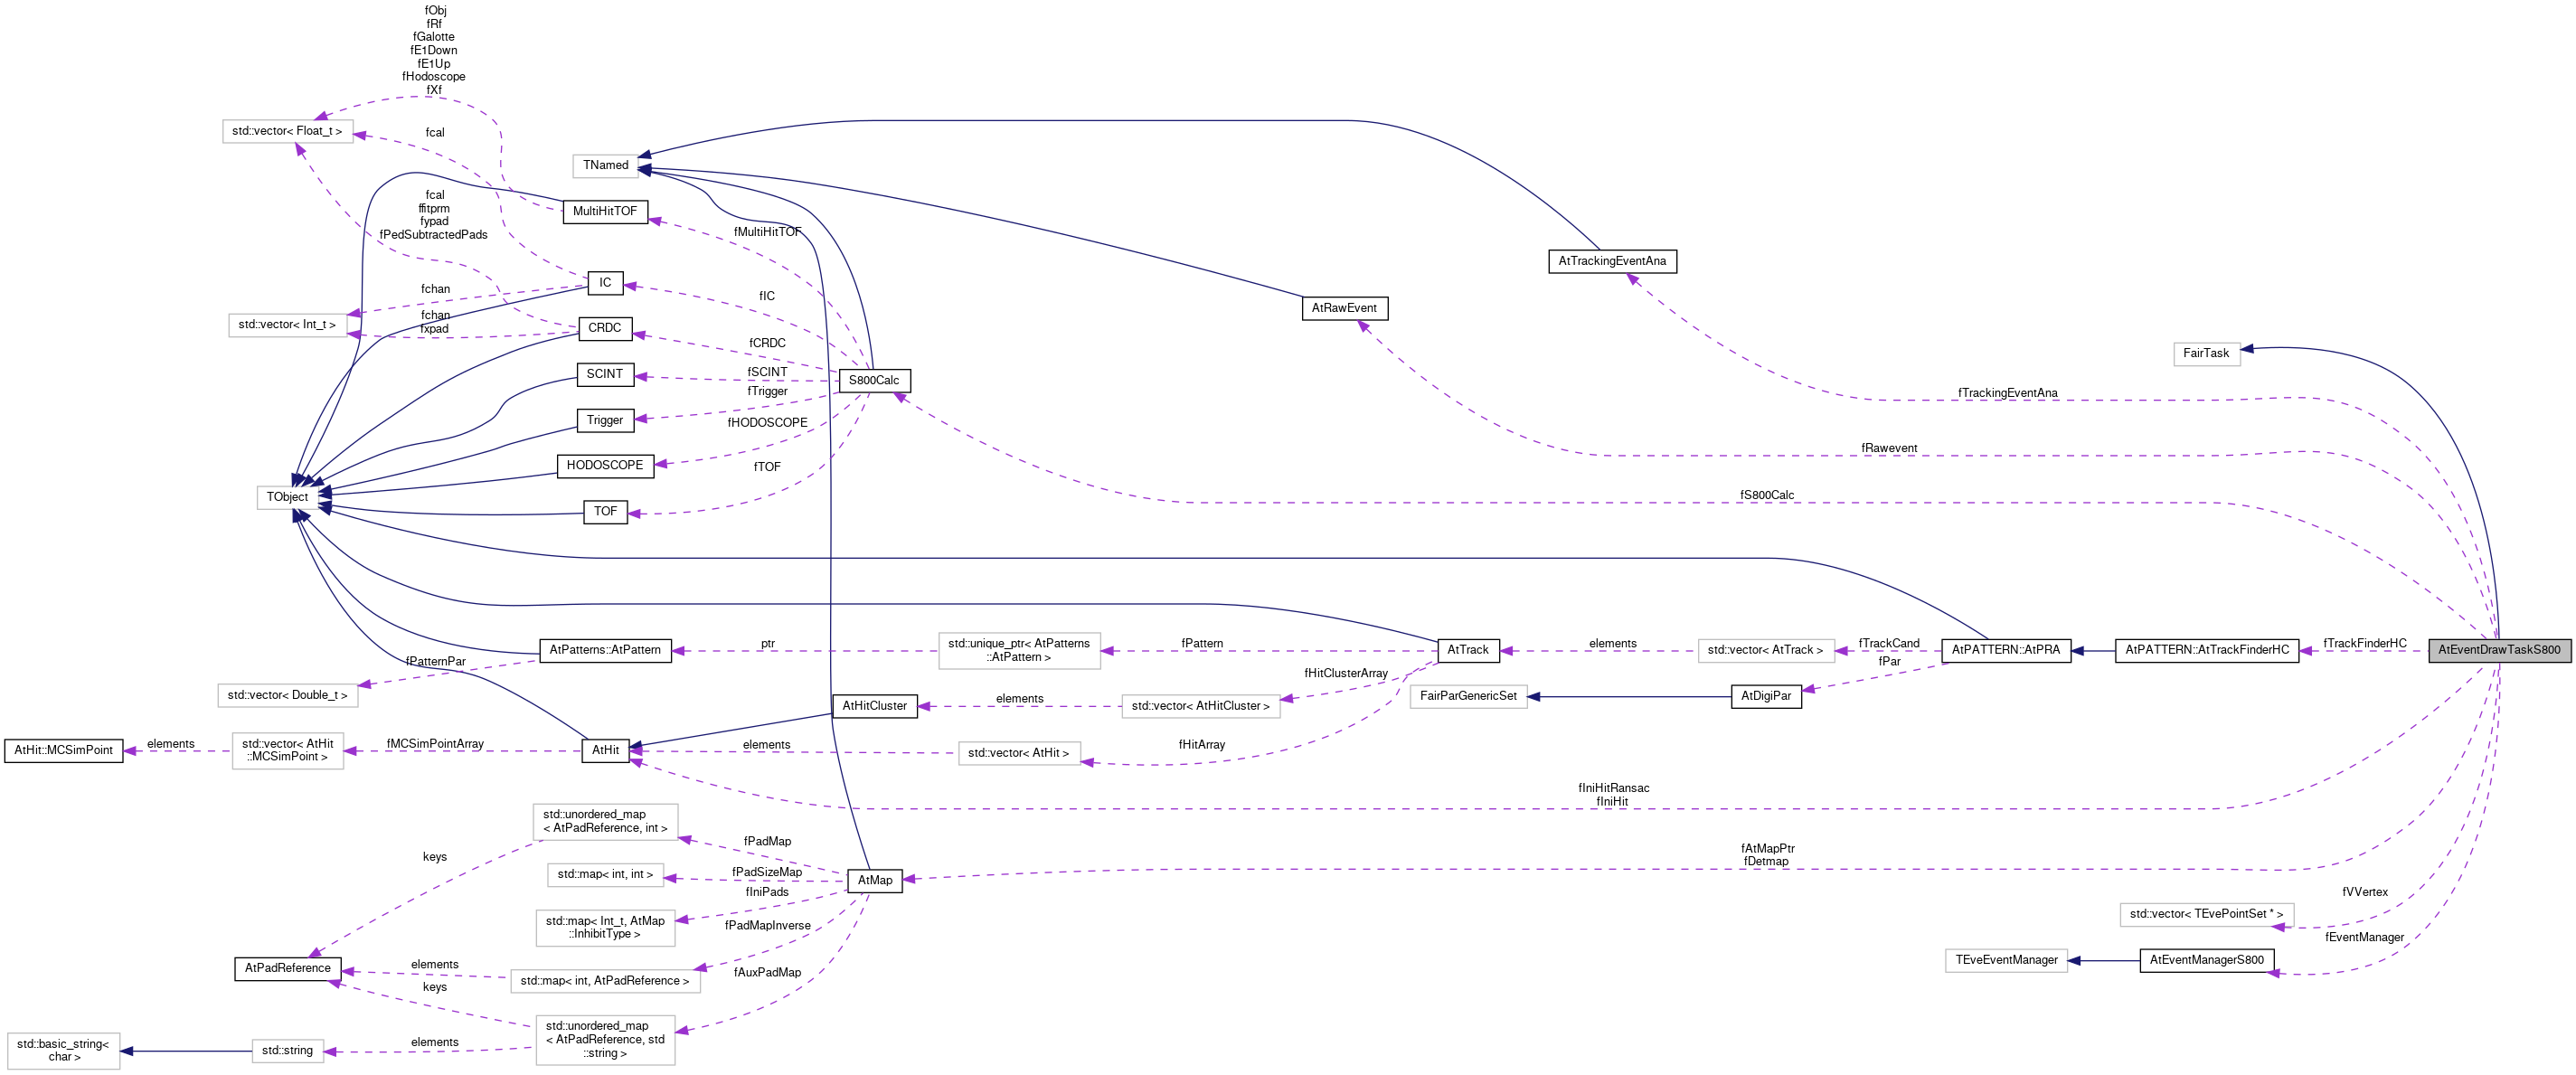 fObj
fRf
fGalotte
fE1Down
fE1Up
fHodoscope
fXf
std::vector< Float_t >
fcal
TNamed
fcal
ffitprm
fypad
fPedSubtractedPads
MultiHitTOF
fMultiHitTOF
AtTrackingEventAna
IC
fchan
fIC
AtRawEvent
std::vector< Int_t >
fchan
fxpad
CRDC
fCRDC
FairTask
SCINT
fSCINT
S800Calc
fTrigger
fTrackingEventAna
Trigger
fHODOSCOPE
fRawevent
HODOSCOPE
fTOF
TObject
fS800Calc
TOF
fPatternPar
AtPatterns::AtPattern
ptr
std::unique_ptr< AtPatterns
::AtPattern >
fPattern
AtTrack
elements
std::vector< AtTrack >
fTrackCand
fPar
AtPATTERN::AtPRA
AtPATTERN::AtTrackFinderHC
fTrackFinderHC
AtEventDrawTaskS800
fHitClusterArray
std::vector< Double_t >
AtHitCluster
elements
std::vector< AtHitCluster >
FairParGenericSet
AtDigiPar
AtHit::MCSimPoint
elements
std::vector< AtHit
::MCSimPoint >
fMCSimPointArray
AtHit
elements
std::vector< AtHit >
fHitArray
fIniHitRansac
fIniHit
std::unordered_map
< AtPadReference, int >
fPadMap
keys
fAtMapPtr
fDetmap
std::map< int, int >
fPadSizeMap
AtMap
fIniPads
fVVertex
std::map< Int_t, AtMap
::InhibitType >
fPadMapInverse
std::vector< TEvePointSet * >
fEventManager
AtPadReference
elements
std::map< int, AtPadReference >
fAuxPadMap
TEveEventManager
AtEventManagerS800
keys
std::unordered_map
< AtPadReference, std
::string >
std::basic_string<
char >
std::string
elements